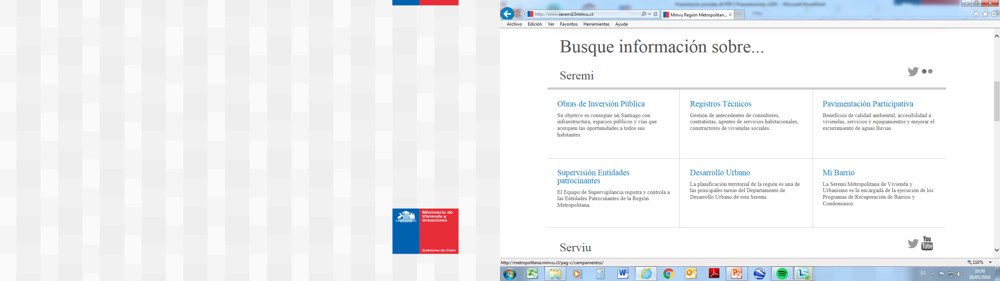 Ministerio de
Vivienda y
Urbanismo
Gobierno de Chile
http://www.seremi13minvu.cl/
Minvu Región Metropolitan...
Archivo Edición Ver Favoritos Herramientas Ayuda
Busque información sobre...
Seremi
Obras de Inversión Pública
Su objetivo es conseguir un Santiago con
infraestructura, espacios públicos y vías que
acerquen las oportunidades a todos sus
habitantes.
Registros Técnicos
Gestión de antecedentes de consultores,
contratistas, agentes de servicios habitacionales,
constructores de viviendas sociales.
Pavimentación Participativa
Beneficios de calidad ambiental, accesibilidad a
viviendas, servicios y equipamientos y mejorar el
escurrimiento de aguas lluvias.
Supervisión Entidades
patrocinantes
El Equipo de Supervigilancia registra y controla a
las Entidades Patrocinantes de la Región
Metropolitana.
Desarrollo Urbano
La planificación territorial de la región es una de
las principales tareas del Departamento de
Desarrollo Urbano de esta Seremi.
Mi Barrio
La Seremi Metropolitana de Vivienda y
Urbanismo es la encargada de la ejecución de los
Programas de Recuperación de Barrios y
Condominios.
Serviu
You
Tube
http://metropolitana.minvu.cl/pag-c/campamentos/
110%
ES
16:50
26/05/2016